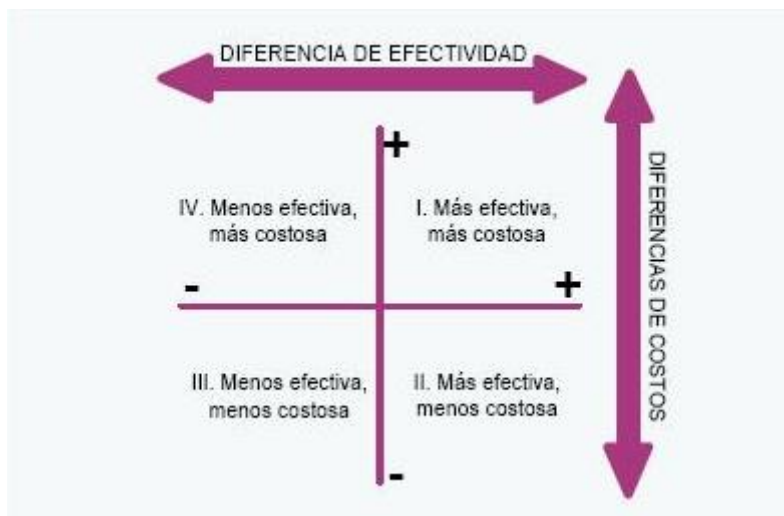 DIFERENCIA DE EFECTIVIDAD
+
IV. Menos efectiva,
más costosa
I. Más efectiva,
más costosa
-
+
III. Menos efectiva,
menos costosa
II. Más efectiva,
menos costosa
-
DIFERENCIAS DE COSTOS